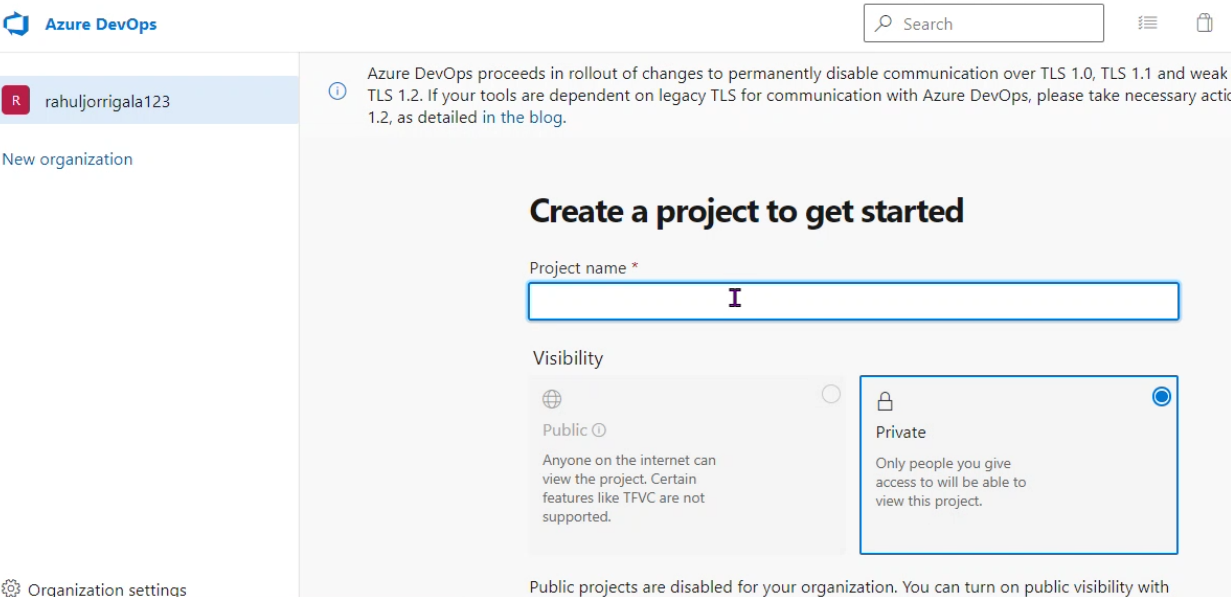 Azure DevOps
Search
R
rahuljorrigala123
New organization
Azure DevOps proceeds in rollout of changes to permanently disable communication over TLS 1.0, TLS 1.1 and weak
TLS 1.2. If your tools are dependent on legacy TLS for communication with Azure DevOps, please take necessary actio
1.2, as detailed in the blog.
Create a project to get started
Project name *
Visibility
Public
Anyone on the internet can
view the project. Certain
features like TFVC are not
supported.
Private
Only people you give
access to will be able to
view this project.
Organization settings
Public projects are disabled for your organization. You can turn on public visibility with